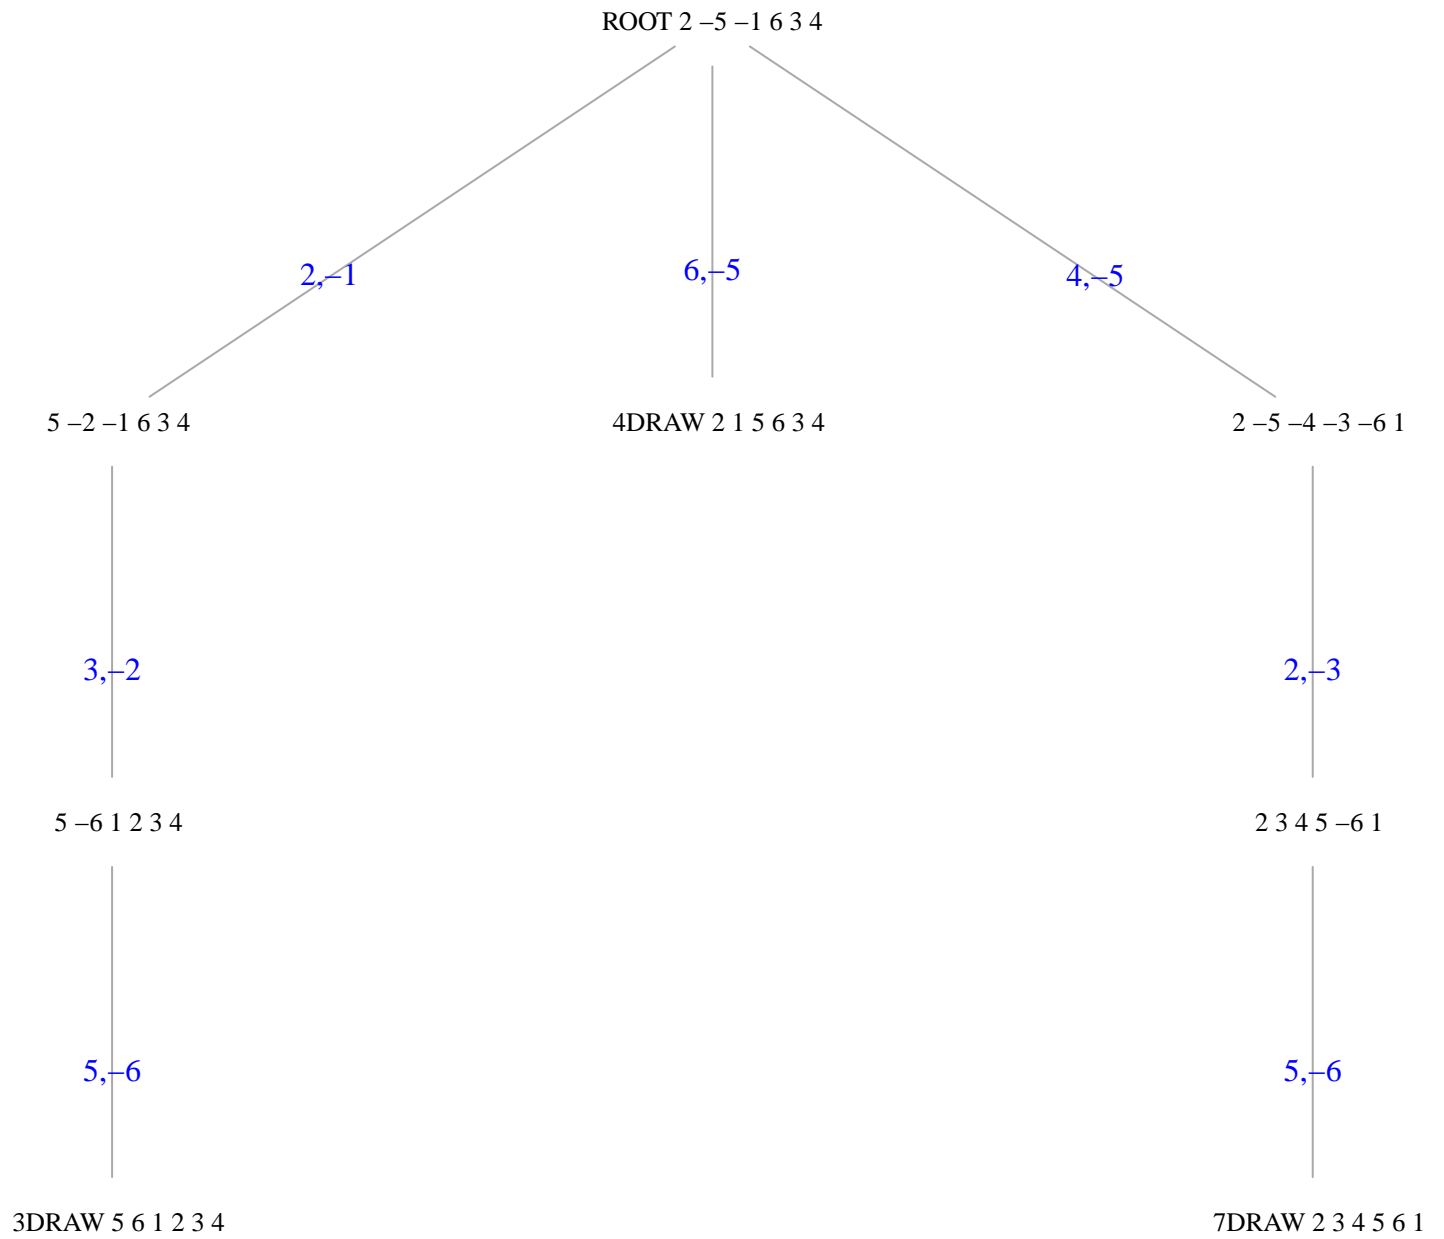 ROOT 2 –5 –1 6 3 4
2,–1
6,–5
4,–5
5 –2 –1 6 3 4
4DRAW 2 1 5 6 3 4
2 –5 –4 –3 –6 1
3,–2
2,–3
5 –6 1 2 3 4
2 3 4 5 –6 1
5,–6
5,–6
3DRAW 5 6 1 2 3 4
7DRAW 2 3 4 5 6 1